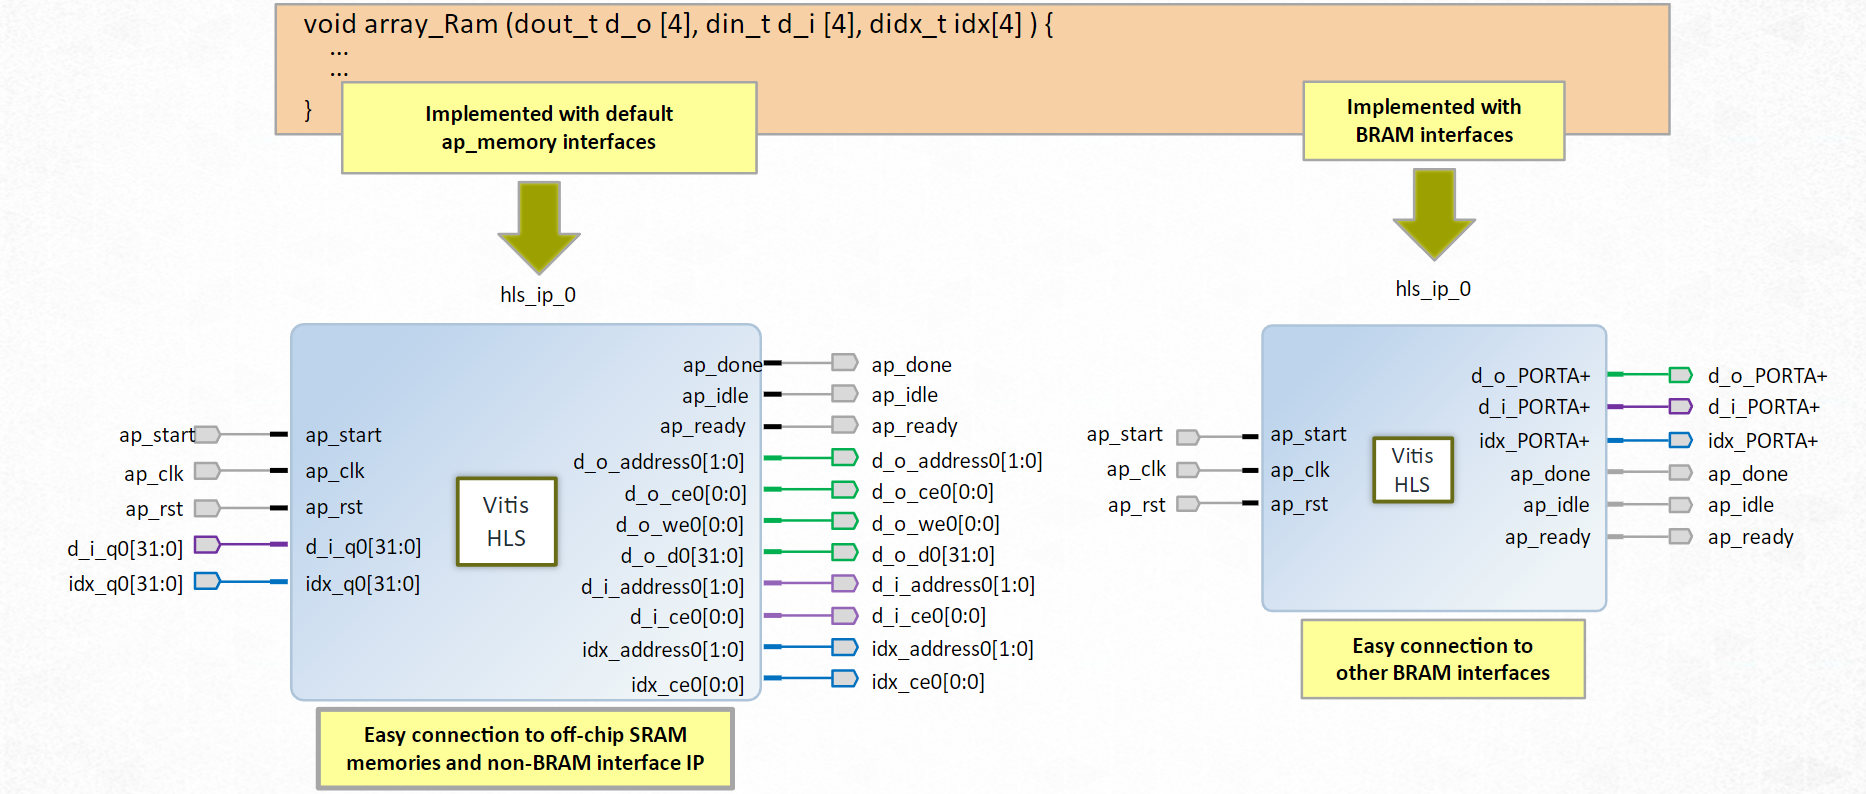 void array_Ram (dout_t d_o [4], din_t d_i [4], didx_t idx[4] ) {
...
...
}
Implemented with default
ap_memory interfaces
hls_ip_0
ap_start
ap_clk
ap_rst
d_i_q0[31:0]
idx_q0[31:0]
ap_start
ap_clk
ap_rst
d_i_q0[31:0]
idx_q0[31:0]
Vitis
HLS
ap_done
ap_idle
ap_ready
d_o_address0[1:0]
d_o_ce0[0:0]
d_o_we0[0:0]
d_o_d0[31:0]
d_i_address0[1:0]
d_i_ce0[0:0]
idx_address0[1:0]
idx_ce0[0:0]
ap_done
ap_idle
ap_ready
d_o_address0[1:0]
d_o_ce0[0:0]
d_o_we0[0:0]
d_o_d0[31:0]
d_i_address0[1:0]
d_i_ce0[0:0]
idx_address0[1:0]
idx_ce0[0:0]
Easy connection to off-chip SRAM
memories and non-BRAM interface IP
Implemented with
BRAM interfaces
hls_ip_0
ap_start
ap_clk
ap_rst
ap_start
ap_clk
ap_rst
Vitis
HLS
d_o_PORTA+
d_i_PORTA+
idx_PORTA+
ap_done
ap_idle
ap_ready
d_o_PORTA+
d_i_PORTA+
idx_PORTA+
ap_done
ap_idle
ap_ready
Easy connection to
other BRAM interfaces